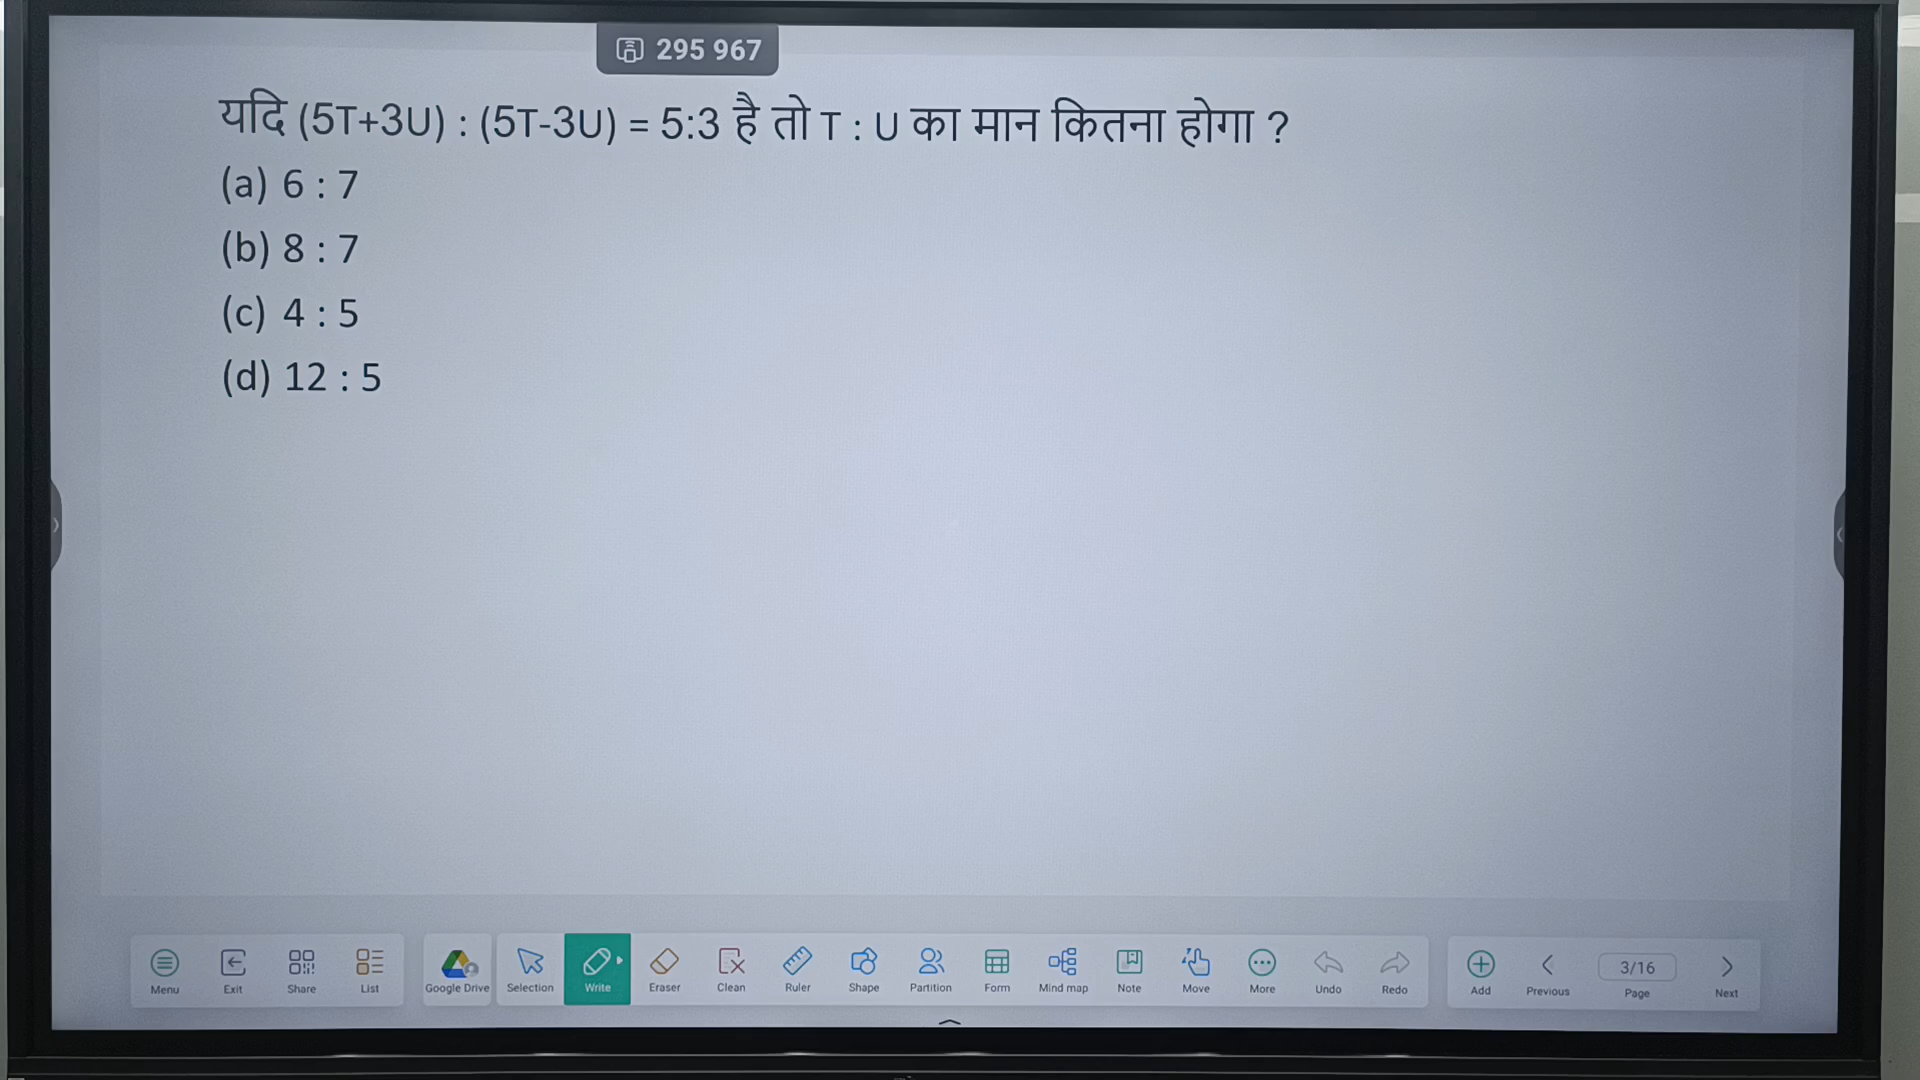 295 967
यदि (5T+3U) : (5T-3U) = 5:3 है तो T : U का मान कितना होगा ?
(a) 6 : 7
(b) 8 : 7
(c) 4 : 5
(d) 12 : 5
Menu Exit Share List Google Drive Selection Write Eraser Clean Ruler Shape Partition Form Mind map Note Move More Undo Redo Add Previous 3/16 Page Next